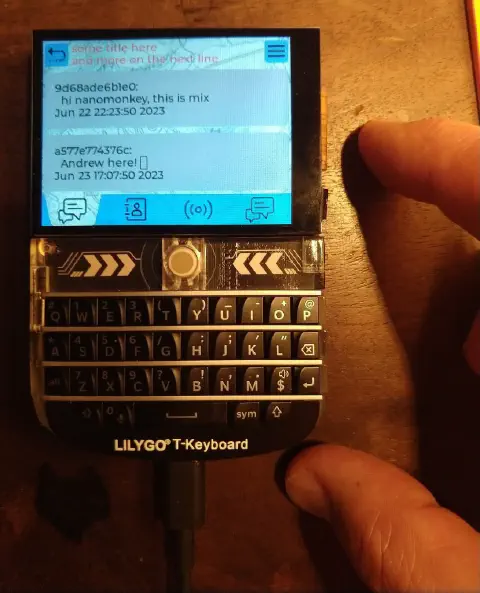 some title here
and more on the next line
9d68ade6b1e0:
hi nanomonkey, this is mix
Jun 22 22:23:50 2023
a577e774376c:
Andrew here!
Jun 23 17:07:50 2023
Q W E R T Y U I O P
A S D F G H J K L
Z X C V B N M $
0 sym
LILYGO® T-Keyboard